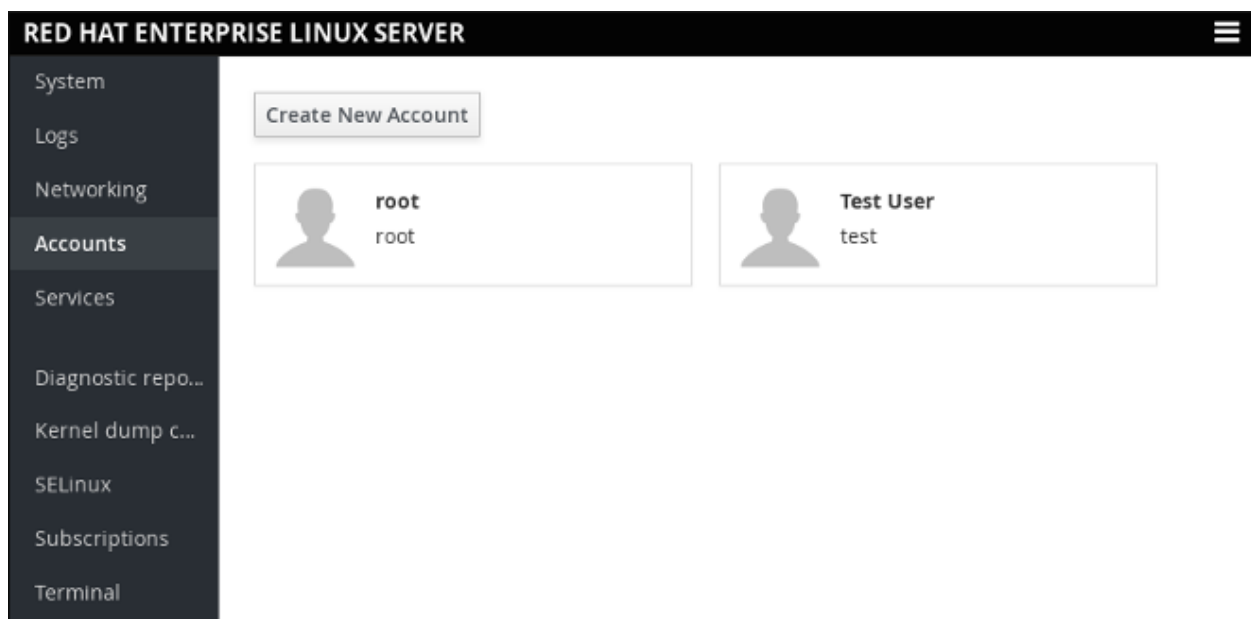 RED HAT ENTERPRISE LINUX SERVER
System
Logs
Networking
Accounts
Services
Diagnostic repo...
Kernel dump c...
SELinux
Subscriptions
Terminal
Create New Account
root
root
Test User
test